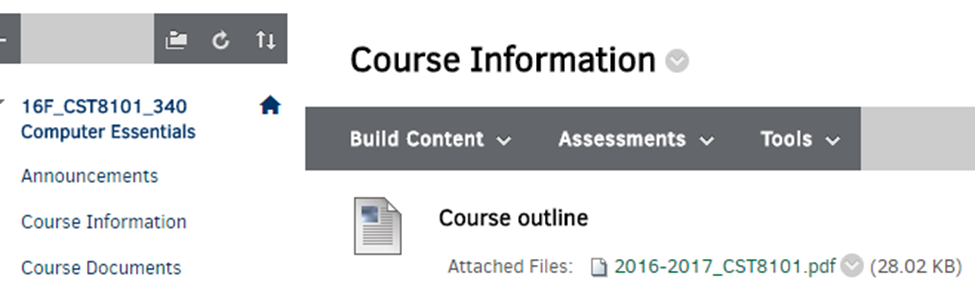 16F_CST8101_340
Computer Essentials
Announcements
Course Information
Course Documents
Course Information
Build Content Assessments Tools
Course outline
Attached Files: 2016-2017_CST8101.pdf (28.02 KB)